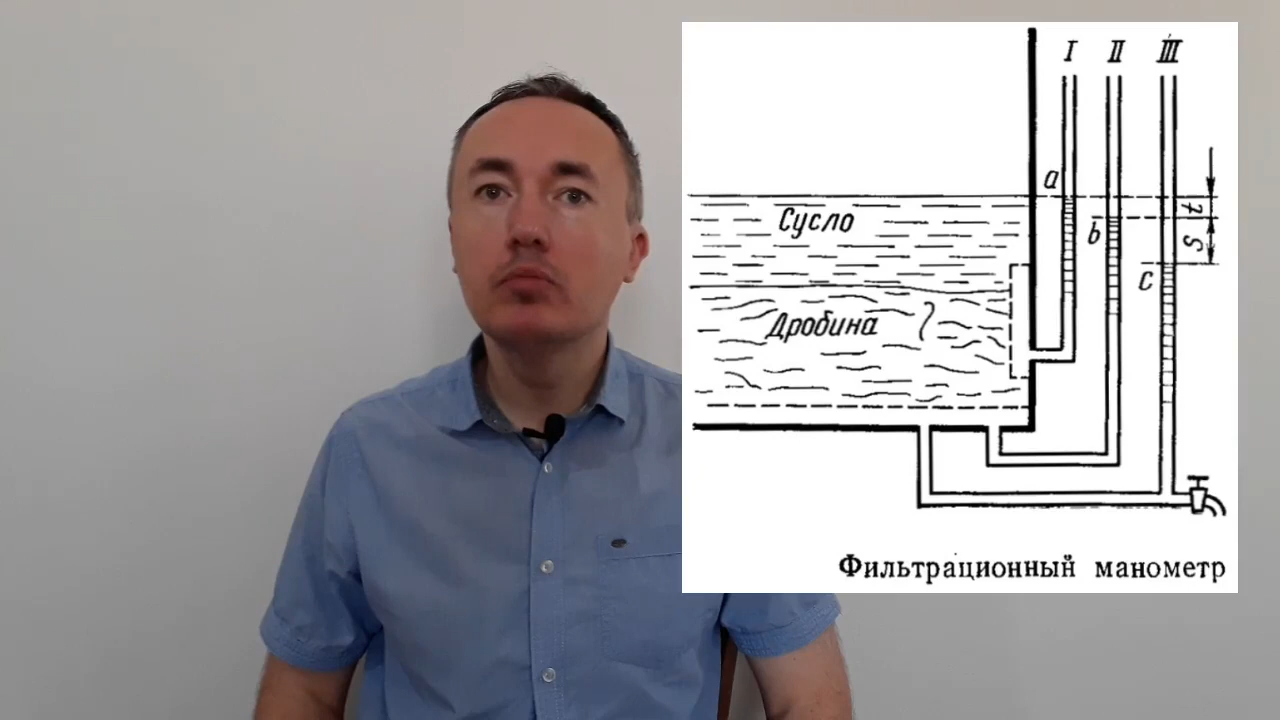 I II III
a
b
c
z
S
Сусло
Дробина
Фильтрационный манометр